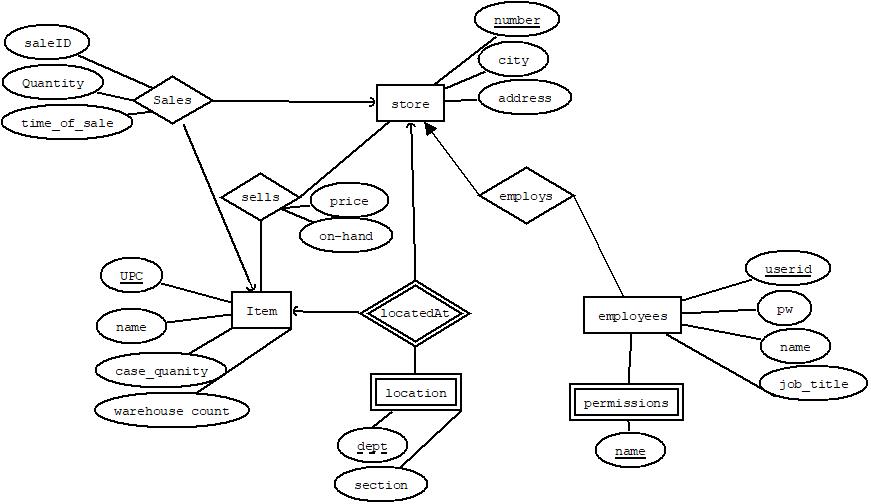 number
saleID
city
Quantity
Sales
store
address
time_of_sale
sells
price
employs
on-hand
UPC
userid
name
Item
locatedAt
employees
pw
name
case_quanity
job_title
warehouse count
location
permissions
dept
name
section